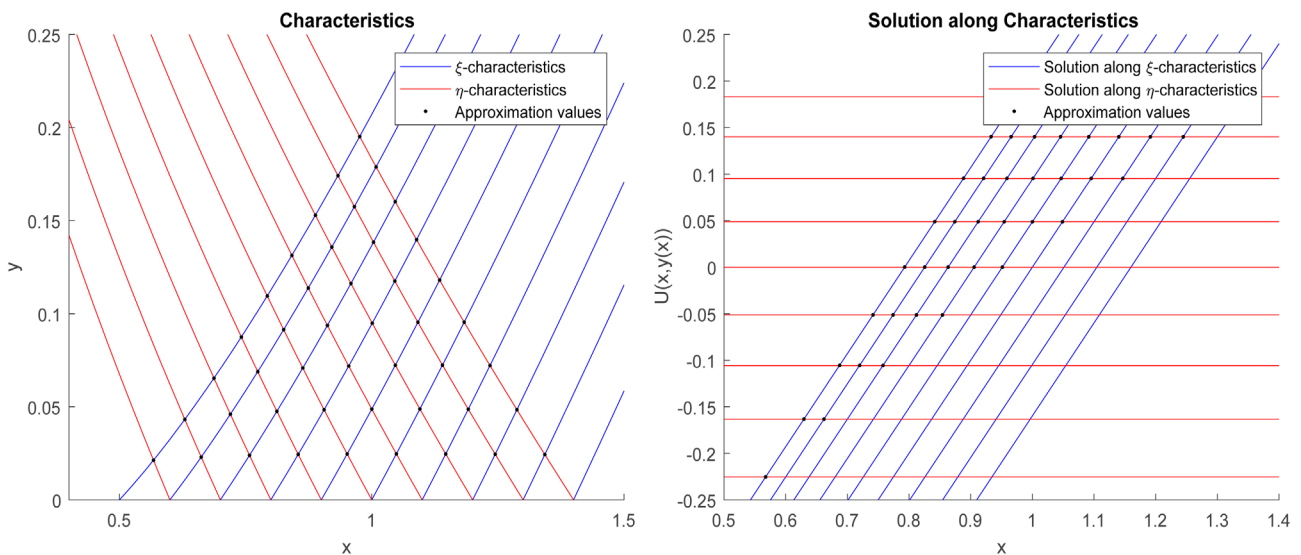 Characteristics
0.25
0.2
0.15
0.1
0.05
0
y
0.5
1
1.5
x
ξ-characteristics
η-characteristics
Approximation values
Solution along Characteristics
0.25
0.2
0.15
0.1
0.05
0
-0.05
-0.1
-0.15
-0.2
-0.25
U(x,y(x))
0.5
0.6
0.7
0.8
0.9
1
1.1
1.2
1.3
1.4
x
Solution along ξ-characteristics
Solution along η-characteristics
Approximation values